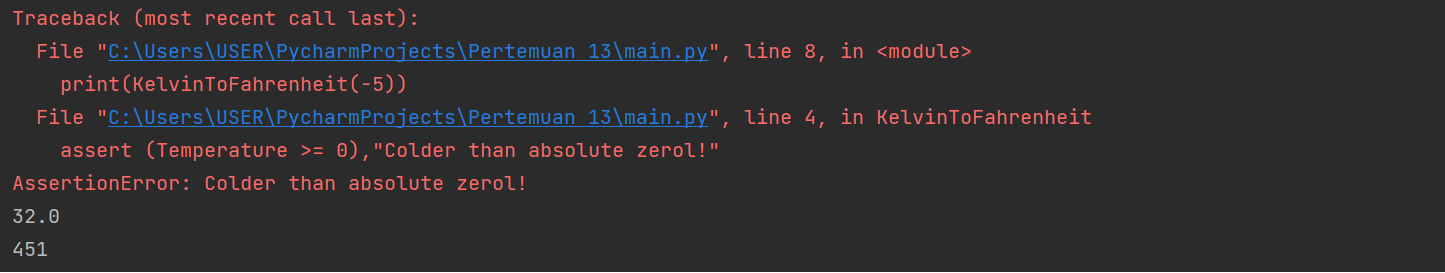 Traceback (most recent call last):
  File "C:\Users\USER\PycharmProjects\Pertemuan 13\main.py", line 8, in <module>
    print(KelvinToFahrenheit(-5))
  File "C:\Users\USER\PycharmProjects\Pertemuan 13\main.py", line 4, in KelvinToFahrenheit
    assert (Temperature >= 0),"Colder than absolute zerol!"
AssertionError: Colder than absolute zerol!
32.0
451